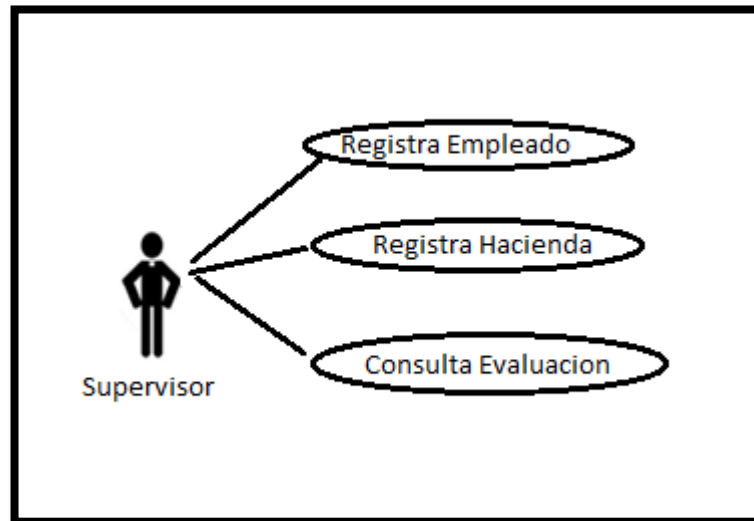 Registra Empleado
Registra Hacienda
Consulta Evaluacion
Supervisor